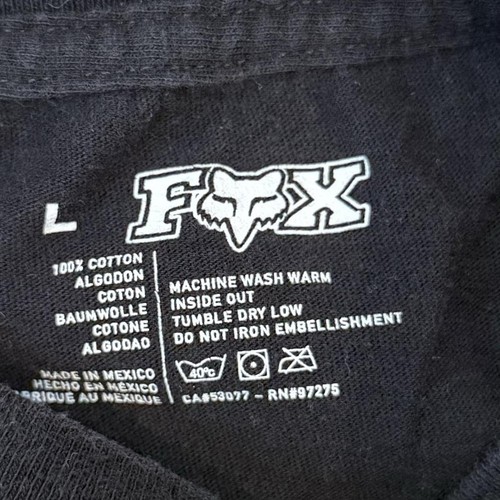 FOX
L
100% COTTON
ALGODON
COTON
BAUMWOLLE
COTONE
ALGODAO
MADE IN MEXICO
HECHO EN MÉXICO
BRIQUÉ AU MEXIQUE
MACHINE WASH WARM
INSIDE OUT
TUMBLE DRY LOW
DO NOT IRON EMBELLISHMENT
40°C
CA#53077 - RN#97275